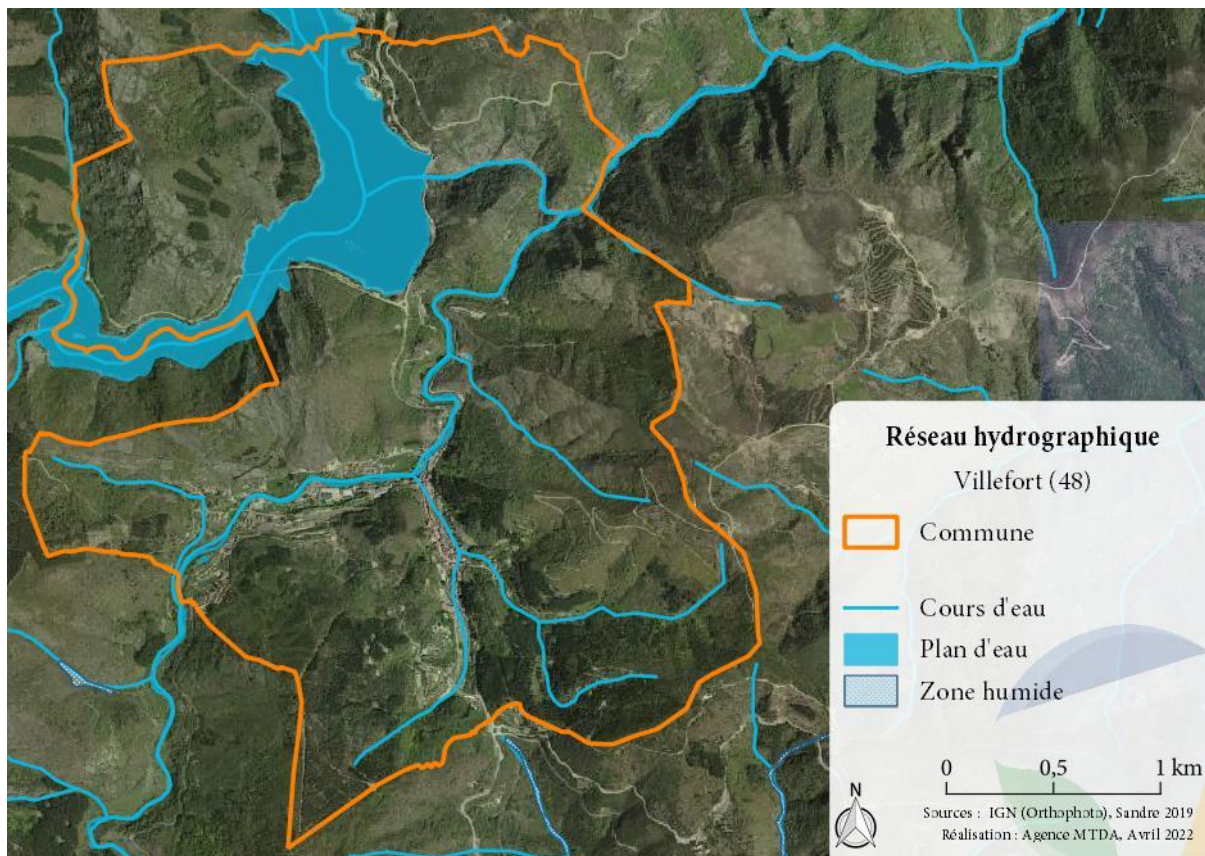 Réseau hydrographique
Villefort (48)
Commune
Cours d'eau
Plan d'eau
Zone humide
0 0,5 1 km
N
Sources : IGN (Orthophoto), Sandre 2019
Réalisation : Agence MTDA, Avril 2022